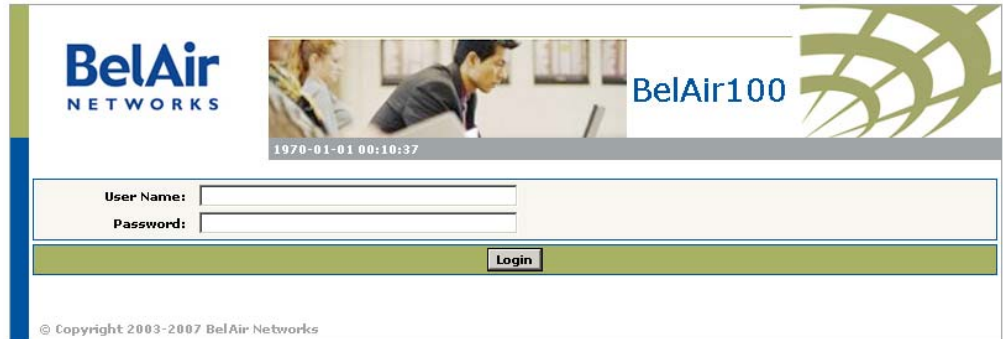 BelAir
NETWORKS
BelAir100
1970-01-01 00:10:37
User Name:
Password:
Login
© Copyright 2003-2007 BelAir Networks